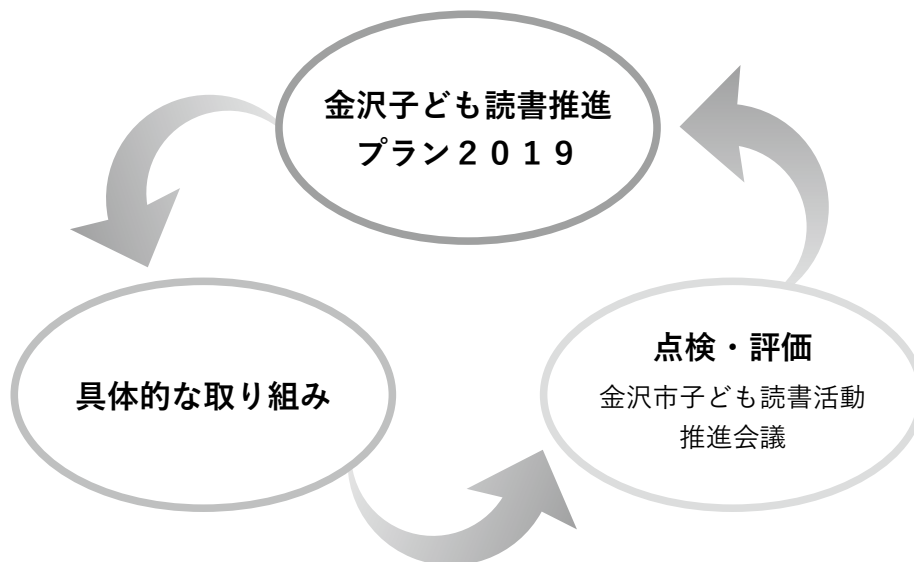 金沢子ども読書推進
プラン２０１９
具体的な取り組み
点検・評価
金沢市子ども読書活動
推進会議